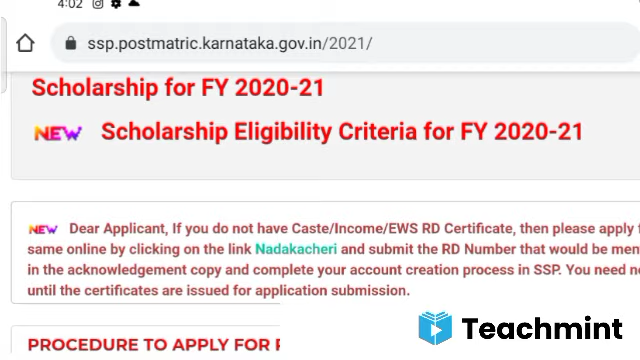 4:02
ssp.postmatric.karnataka.gov.in/2021/
Scholarship for FY 2020-21
NEW Scholarship Eligibility Criteria for FY 2020-21
NEW Dear Applicant, If you do not have Caste/Income/EWS RD Certificate, then please apply
same online by clicking on the link Nadakacheri and submit the RD Number that would be
in the acknowledgement copy and complete your account creation process in SSP. You need
until the certificates are issued for application submission.
PROCEDURE TO APPLY FOR
Teachmint